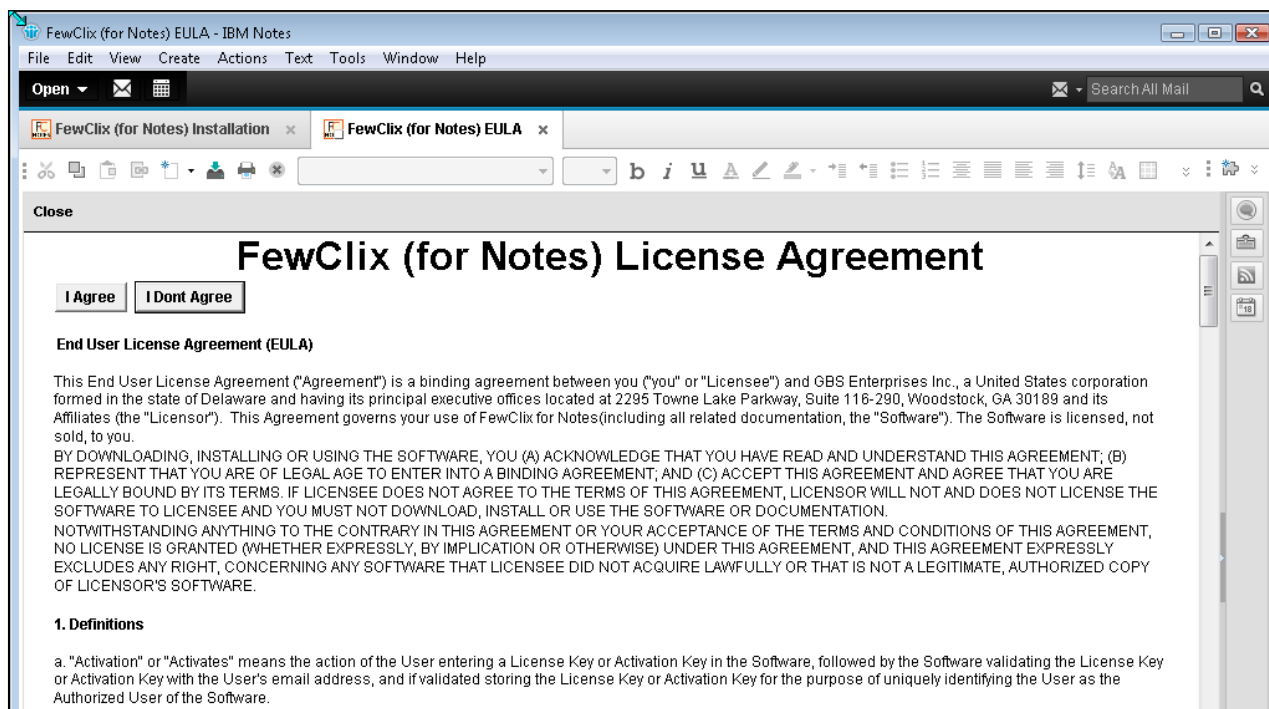 FewClix (for Notes) EULA - IBM Notes
File Edit View Create Actions Text Tools Window Help
Open
Search All Mail
FewClix (for Notes) Installation
FewClix (for Notes) EULA
b i u A
Close
FewClix (for Notes) License Agreement
I Agree
I Dont Agree
End User License Agreement (EULA)
This End User License Agreement ("Agreement") is a binding agreement between you ("you" or "Licensee") and GBS Enterprises Inc., a United States corporation
formed in the state of Delaware and having its principal executive offices located at 2295 Towne Lake Parkway, Suite 116-290, Woodstock, GA 30189 and its
Affiliates (the "Licensor").  This Agreement governs your use of FewClix for Notes(including all related documentation, the "Software"). The Software is licensed, not
sold, to you.
BY DOWNLOADING, INSTALLING OR USING THE SOFTWARE, YOU (A) ACKNOWLEDGE THAT YOU HAVE READ AND UNDERSTAND THIS AGREEMENT; (B)
REPRESENT THAT YOU ARE OF LEGAL AGE TO ENTER INTO A BINDING AGREEMENT; AND (C) ACCEPT THIS AGREEMENT AND AGREE THAT YOU ARE
LEGALLY BOUND BY ITS TERMS. IF LICENSEE DOES NOT AGREE TO THE TERMS OF THIS AGREEMENT, LICENSOR WILL NOT AND DOES NOT LICENSE THE
SOFTWARE TO LICENSEE AND YOU MUST NOT DOWNLOAD, INSTALL OR USE THE SOFTWARE OR DOCUMENTATION.
NOTWITHSTANDING ANYTHING TO THE CONTRARY IN THIS AGREEMENT OR YOUR ACCEPTANCE OF THE TERMS AND CONDITIONS OF THIS AGREEMENT,
NO LICENSE IS GRANTED (WHETHER EXPRESSLY, BY IMPLICATION OR OTHERWISE) UNDER THIS AGREEMENT, AND THIS AGREEMENT EXPRESSLY
EXCLUDES ANY RIGHT, CONCERNING ANY SOFTWARE THAT LICENSEE DID NOT ACQUIRE LAWFULLY OR THAT IS NOT A LEGITIMATE, AUTHORIZED COPY
OF LICENSOR'S SOFTWARE.
1. Definitions
a. "Activation" or "Activates" means the action of the User entering a License Key or Activation Key in the Software, followed by the Software validating the License Key
or Activation Key with the User's email address, and if validated storing the License Key or Activation Key for the purpose of uniquely identifying the User as the
Authorized User of the Software.